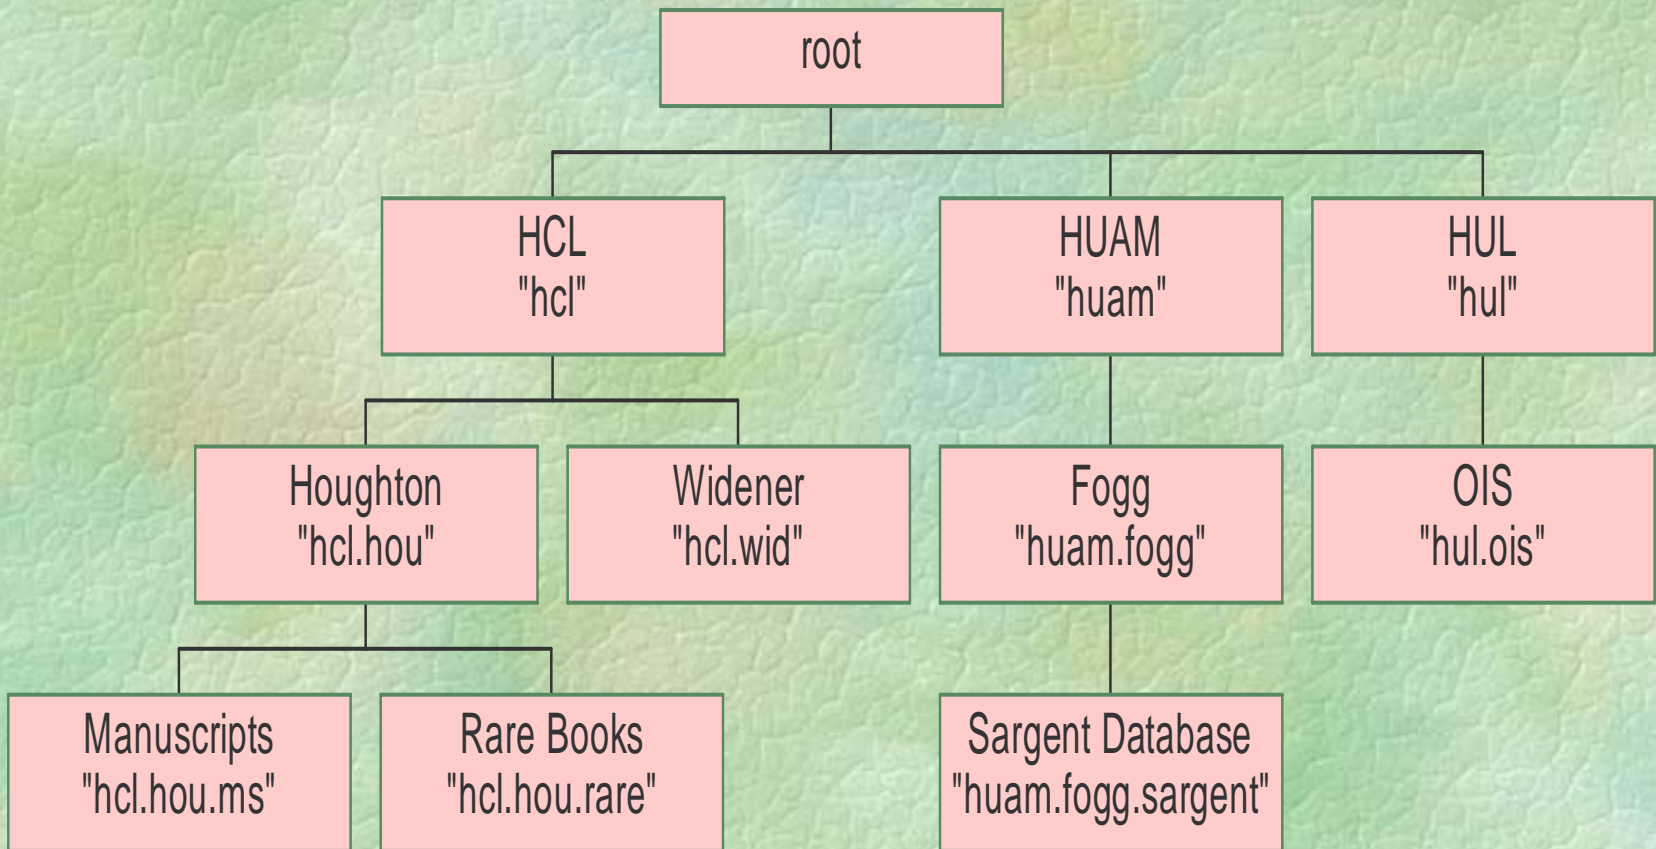 root
HCL
"hcl"
HUAM
"huam"
HUL
"hul"
Houghton
"hcl.hou"
Widener
"hcl.wid"
Fogg
"huam.fogg"
OIS
"hul.ois"
Manuscripts
"hcl.hou.ms"
Rare Books
"hcl.hou.rare"
Sargent Database
"huam.fogg.sargent"